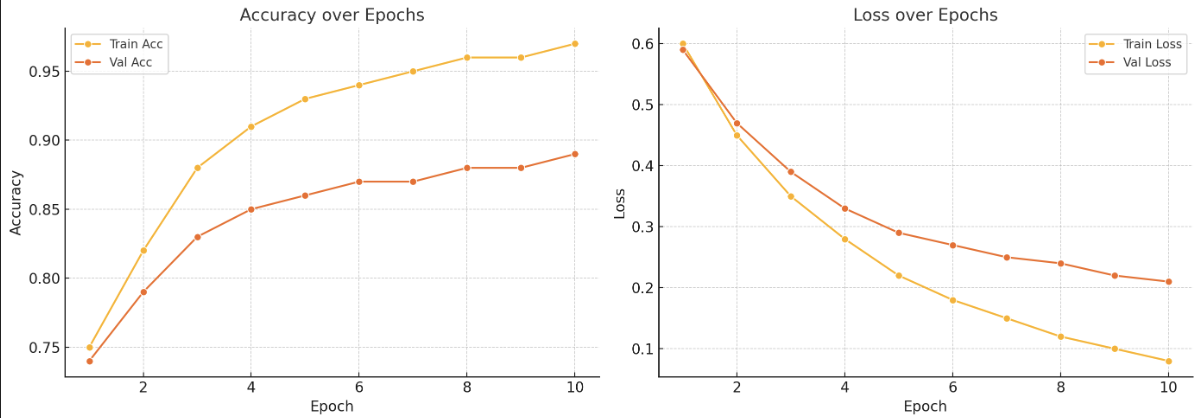 Accuracy over Epochs
Train Acc
Val Acc
0.95
0.90
0.85
0.80
0.75
Accuracy
2 4 6 8 10
Epoch
Loss over Epochs
Train Loss
Val Loss
0.6
0.5
0.4
0.3
0.2
0.1
Loss
2 4 6 8 10
Epoch